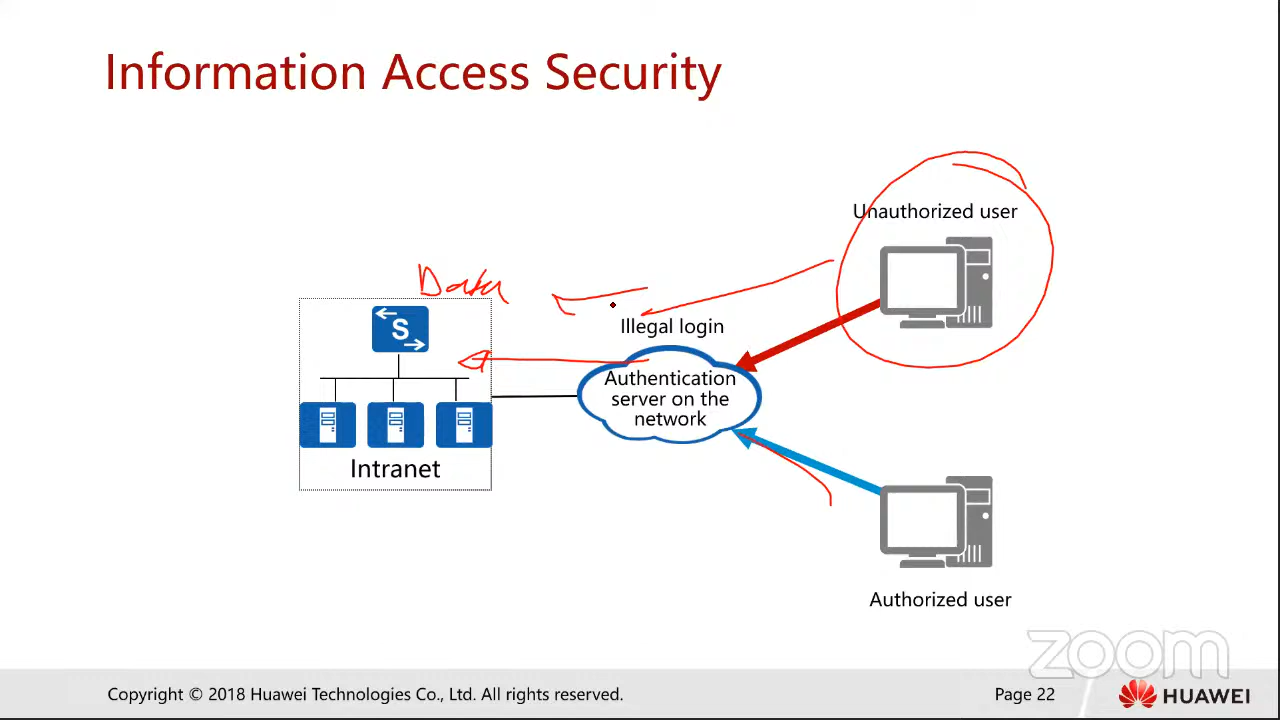 Information Access Security
Unauthorized user
Data
S
Illegal login
Authentication
server on the
network
Intranet
Authorized user
zoom
Copyright © 2018 Huawei Technologies Co., Ltd. All rights reserved.
Page 22
HUAWEI